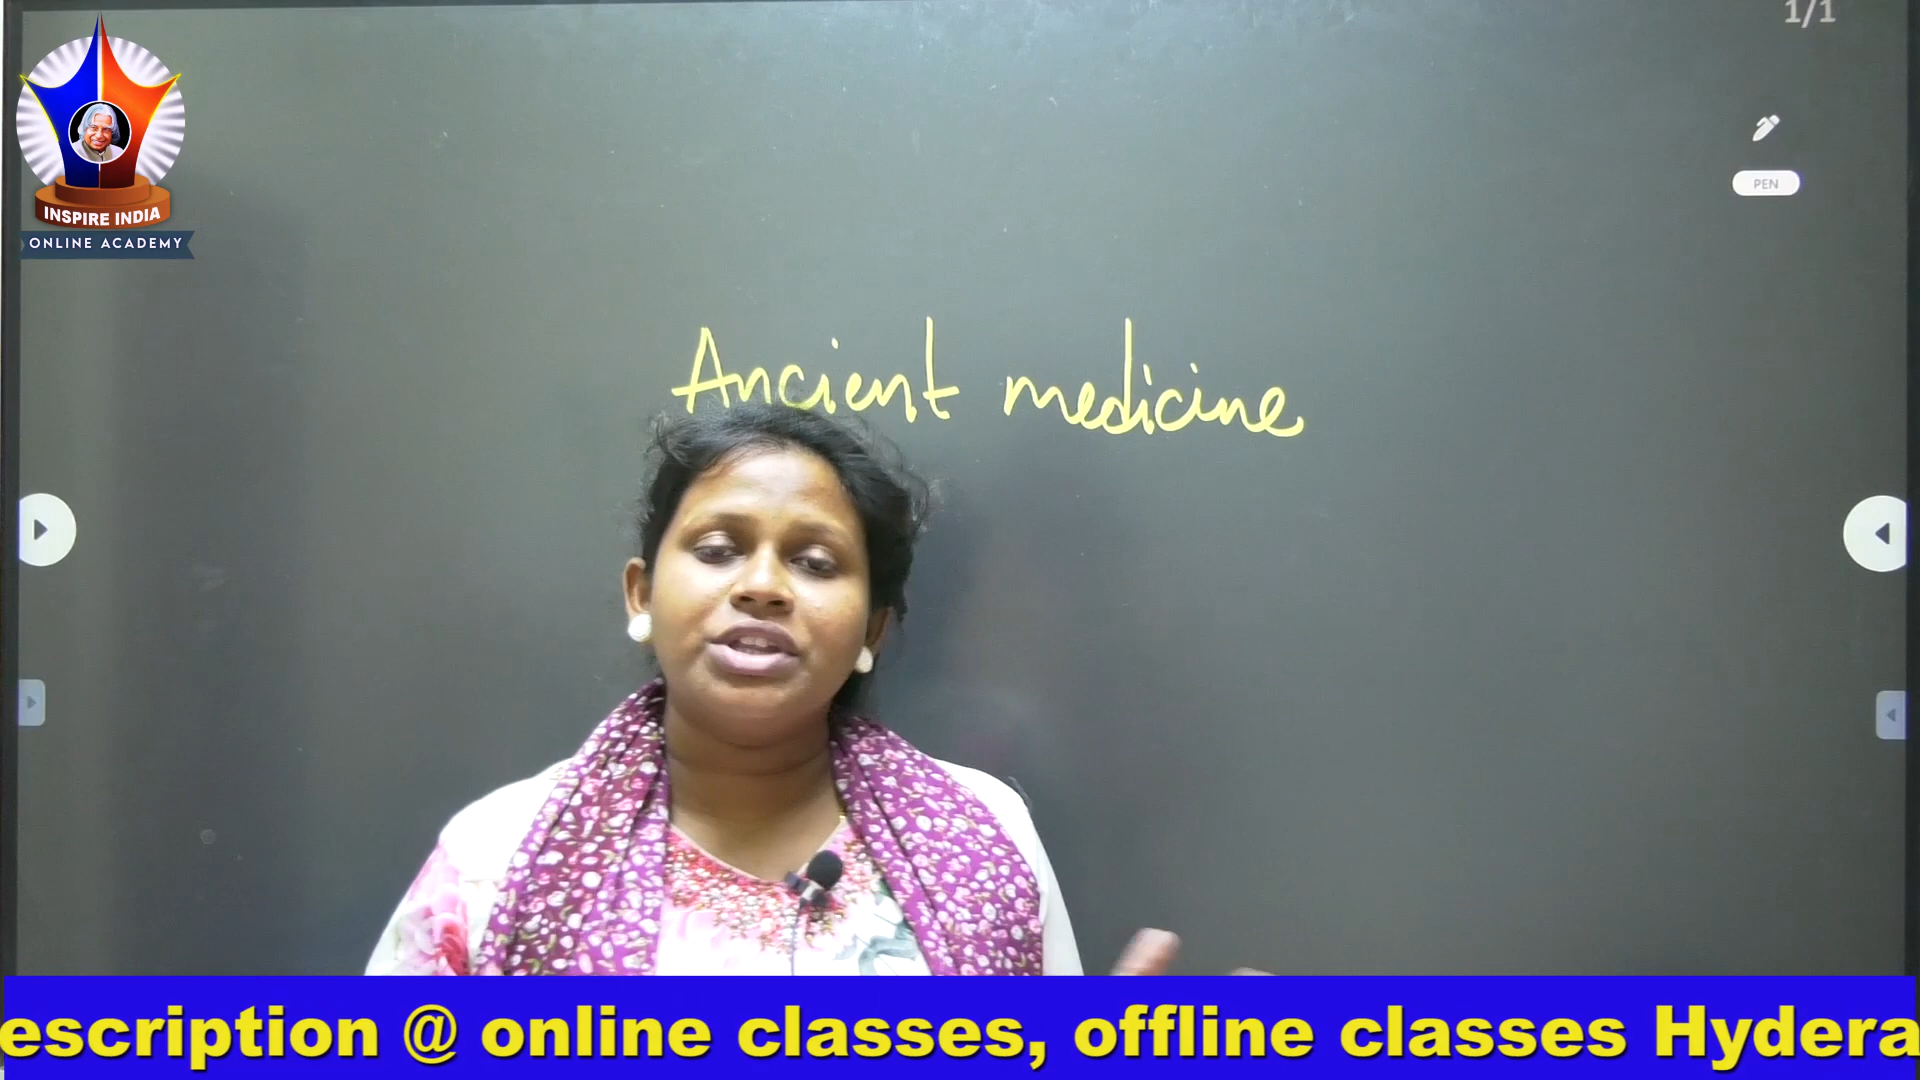 1/1
PEN
INSPIRE INDIA
ONLINE ACADEMY
Ancient medicine
escription @ online classes, offline classes Hydera